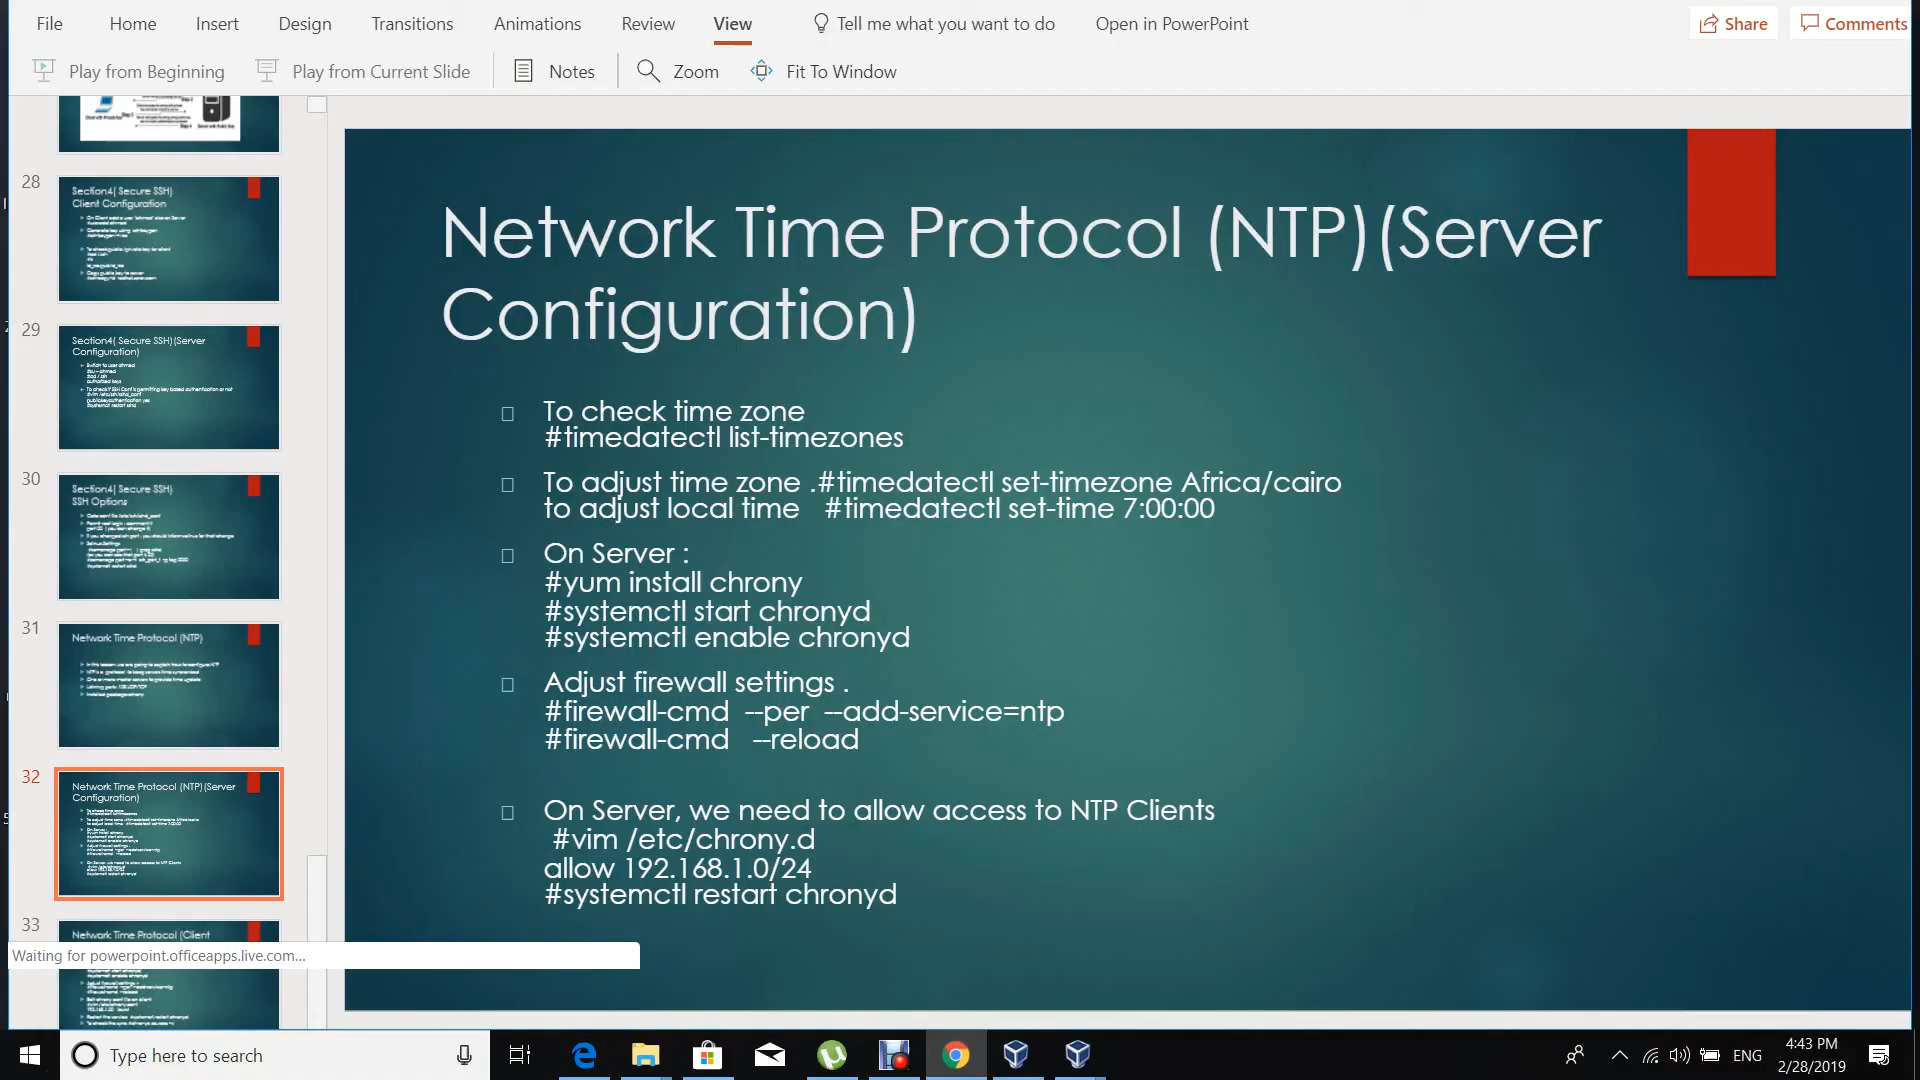 File Home Insert Design Transitions Animations Review View Tell me what you want to do Open in PowerPoint Share Comments
Play from Beginning Play from Current Slide Notes Zoom Fit To Window
28
Section4( Secure SSH)
Client Configuration
29
Section4( Secure SSH)(Server
Configuration)
30
Section4( Secure SSH)
SSH Options
31
Network Time Protocol (NTP)
32
Network Time Protocol (NTP)(Server
Configuration)
33
Network Time Protocol (Client
Waiting for powerpoint.officeapps.live.com...
Network Time Protocol (NTP)(Server
Configuration)
To check time zone
#timedatectl list-timezones
To adjust time zone .#timedatectl set-timezone Africa/cairo
to adjust local time #timedatectl set-time 7:00:00
On Server :
#yum install chrony
#systemctl start chronyd
#systemctl enable chronyd
Adjust firewall settings .
#firewall-cmd --per --add-service=ntp
#firewall-cmd --reload
On Server, we need to allow access to NTP Clients
#vim /etc/chrony.d
allow 192.168.1.0/24
#systemctl restart chronyd
Type here to search
ENG
4:43 PM
2/28/2019